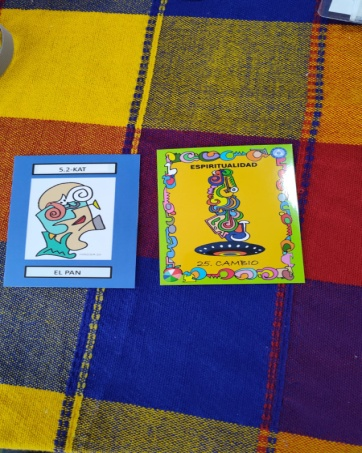 5.2-KAT
EL PAN
ESPIRITUALIDAD
25. CAMBIO